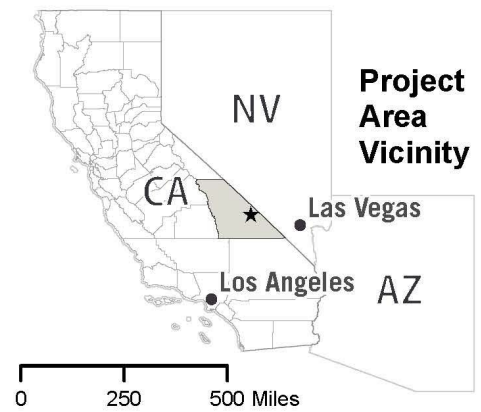 Project
Area
Vicinity
NV
CA
Las Vegas
Los Angeles
AZ
0 250 500 Miles